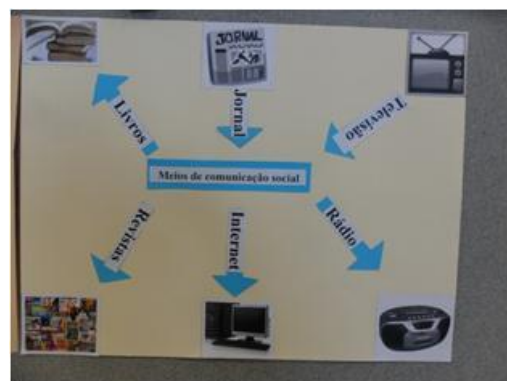 JORNAL
Livros
Jornal
Televisão
Meios de comunicação social
Revistas
Internet
Rádio